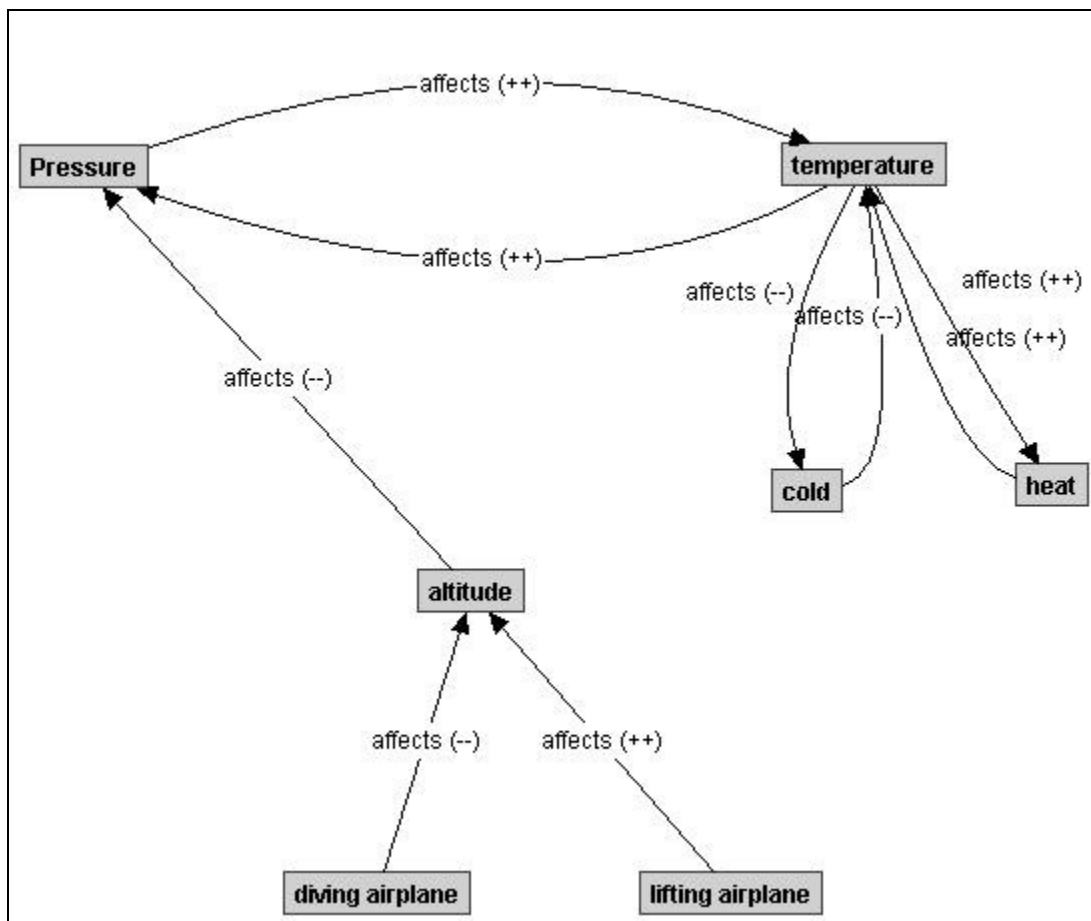 affects (++)
Pressure
temperature
affects (++)
affects (++)
affects (--)
affects (--)
affects (++)
affects (--)
cold
heat
altitude
affects (--)
affects (++)
diving airplane
lifting airplane